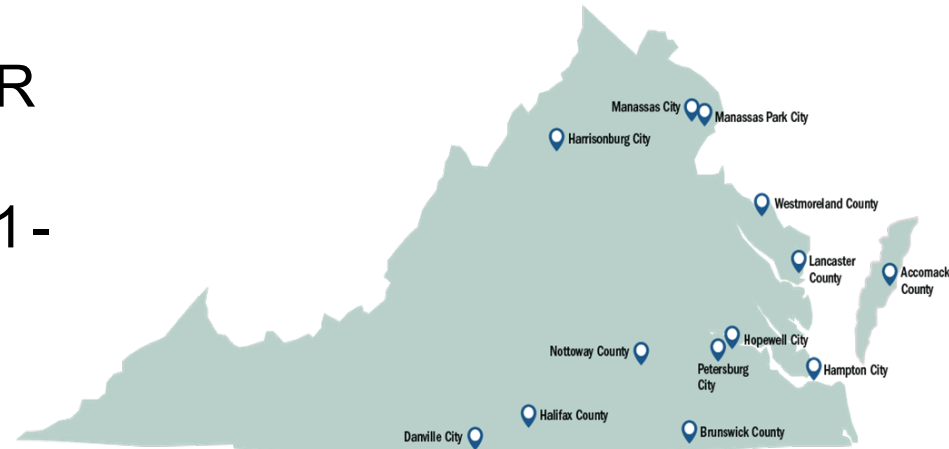 R
1-
Manassas City
Manassas Park City
Harrisonburg City
Westmoreland County
Lancaster
County
Accomack
County
Hopewell City
Nottoway County
Petersburg
City
Hampton City
Halifax County
Danville City
Brunswick County